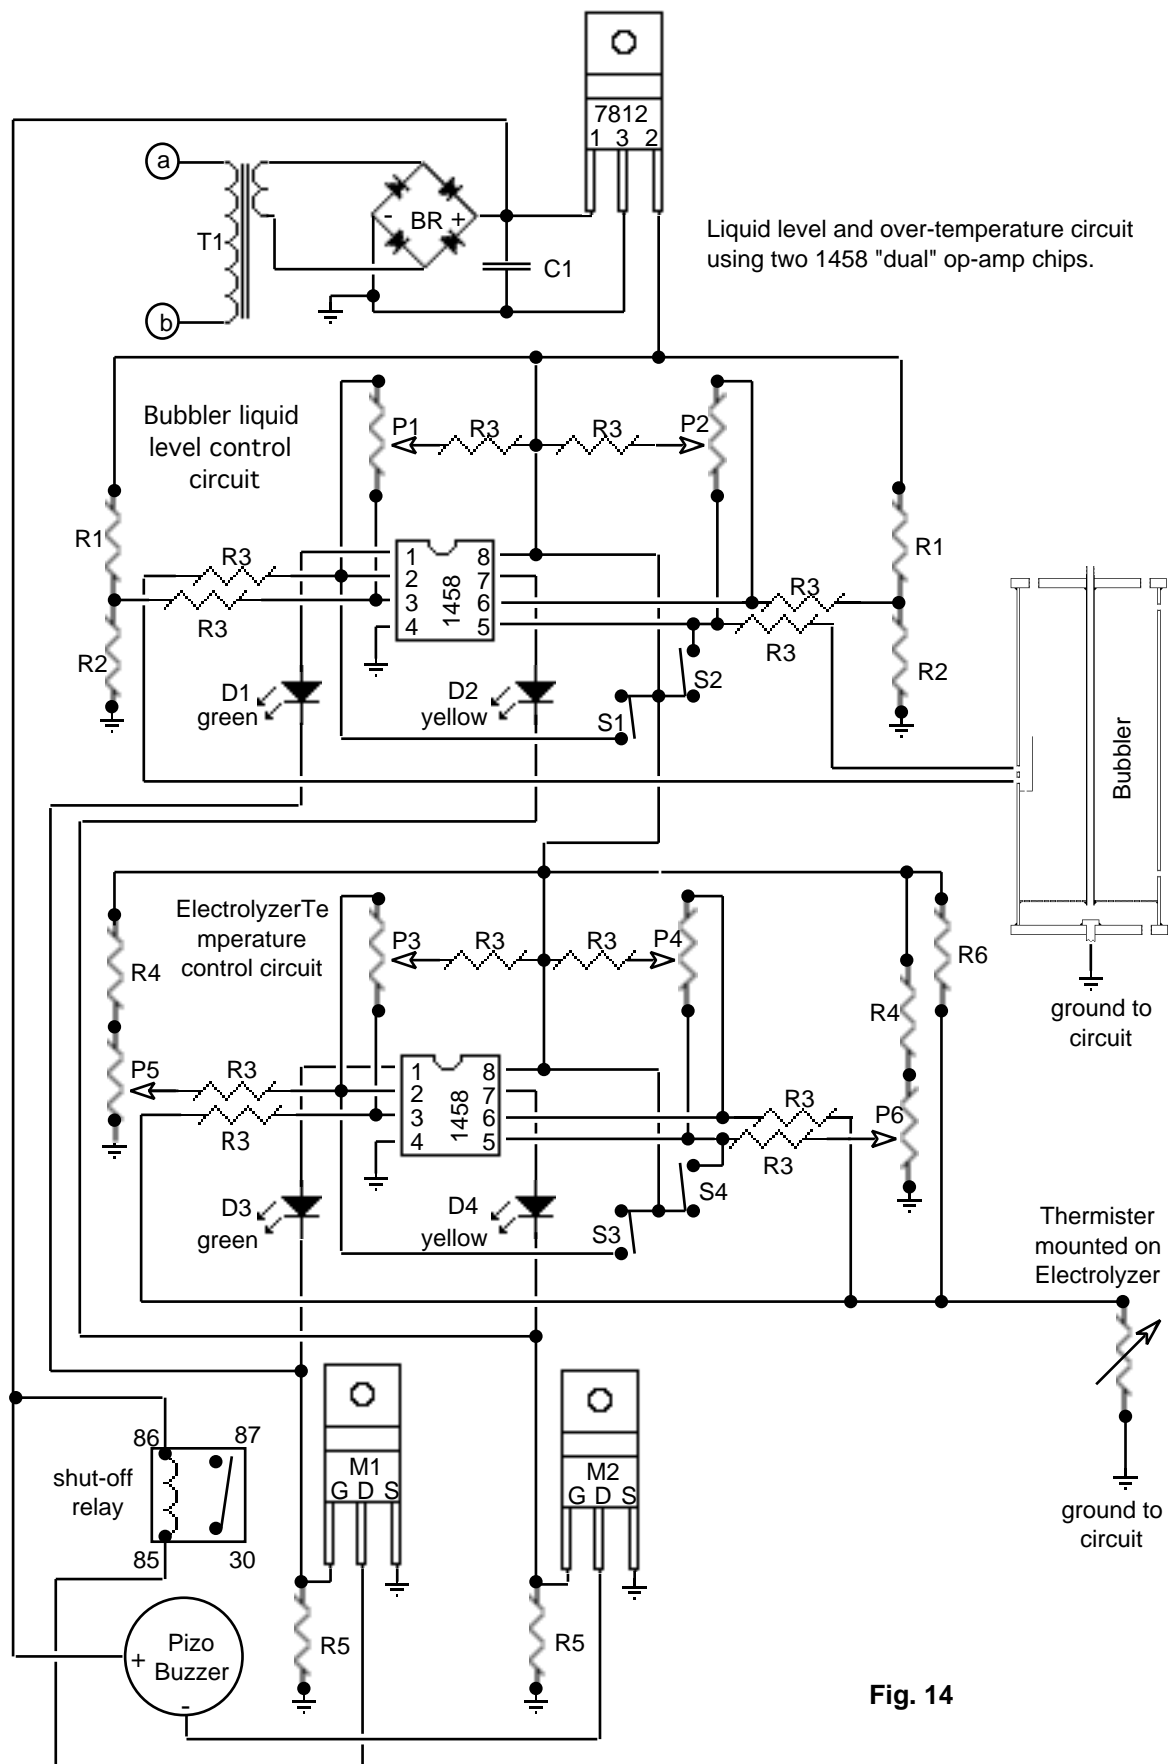 7812
1 3 2
a
T1
b
- BR +
C1
Liquid level and over-temperature circuit
using two 1458 "dual" op-amp chips.
Bubbler liquid
level control
circuit
P1
R3
R3
P2
R1
R3
R3
R2
1
2
3
4
1458
8
7
6
5
R3
R3
R1
R2
D1
green
D2
yellow
S1
S2
Bubbler
ground to
circuit
ElectrolyzerTe
mperature
control circuit
P3
R3
R3
P4
R4
R6
R4
P5
R3
R3
1
2
3
4
1458
8
7
6
5
R3
R3
P6
D3
green
D4
yellow
S3
S4
Thermister
mounted on
Electrolyzer
ground to
circuit
86
87
shut-off
relay
85
30
M1
G D S
M2
G D S
R5
R5
+
Pizo
Buzzer
-
Fig. 14